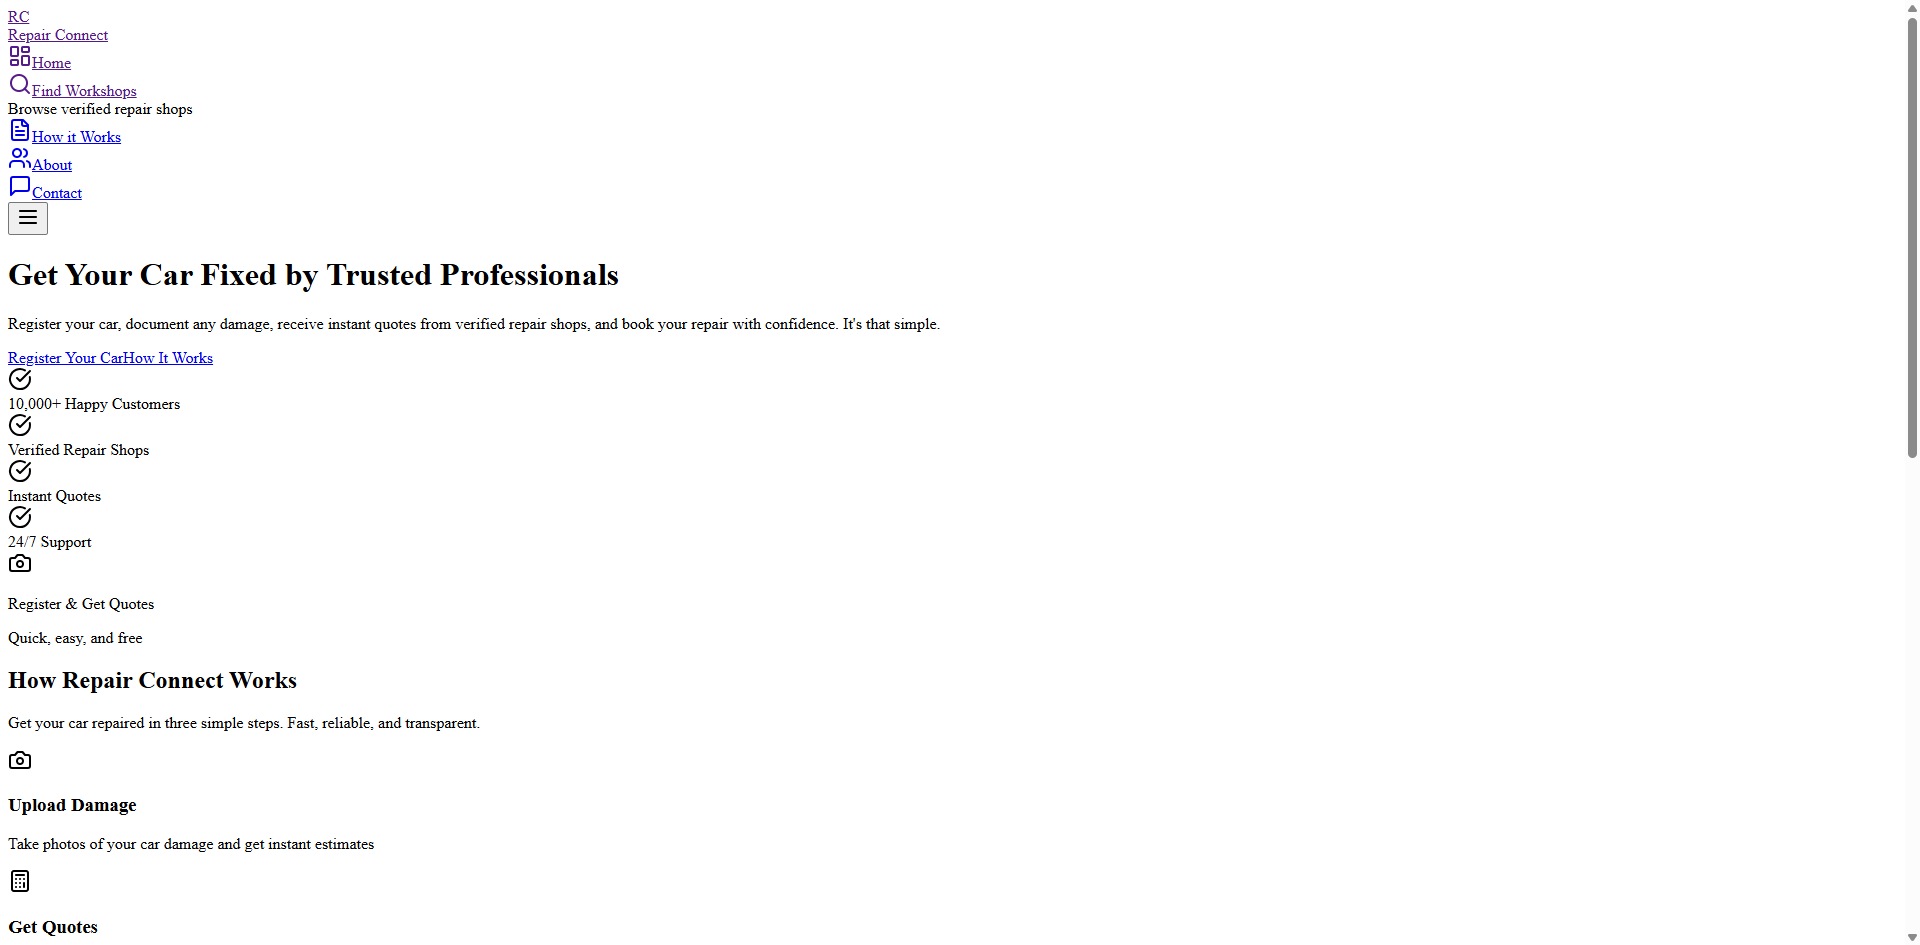 RC
Repair Connect
Home
Find Workshops
Browse verified repair shops
How it Works
About
Contact
Get Your Car Fixed by Trusted Professionals
Register your car, document any damage, receive instant quotes from verified repair shops, and book your repair with confidence. It's that simple.
Register Your CarHow It Works
10,000+ Happy Customers
Verified Repair Shops
Instant Quotes
24/7 Support
Register & Get Quotes
Quick, easy, and free
How Repair Connect Works
Get your car repaired in three simple steps. Fast, reliable, and transparent.
Upload Damage
Take photos of your car damage and get instant estimates
Get Quotes